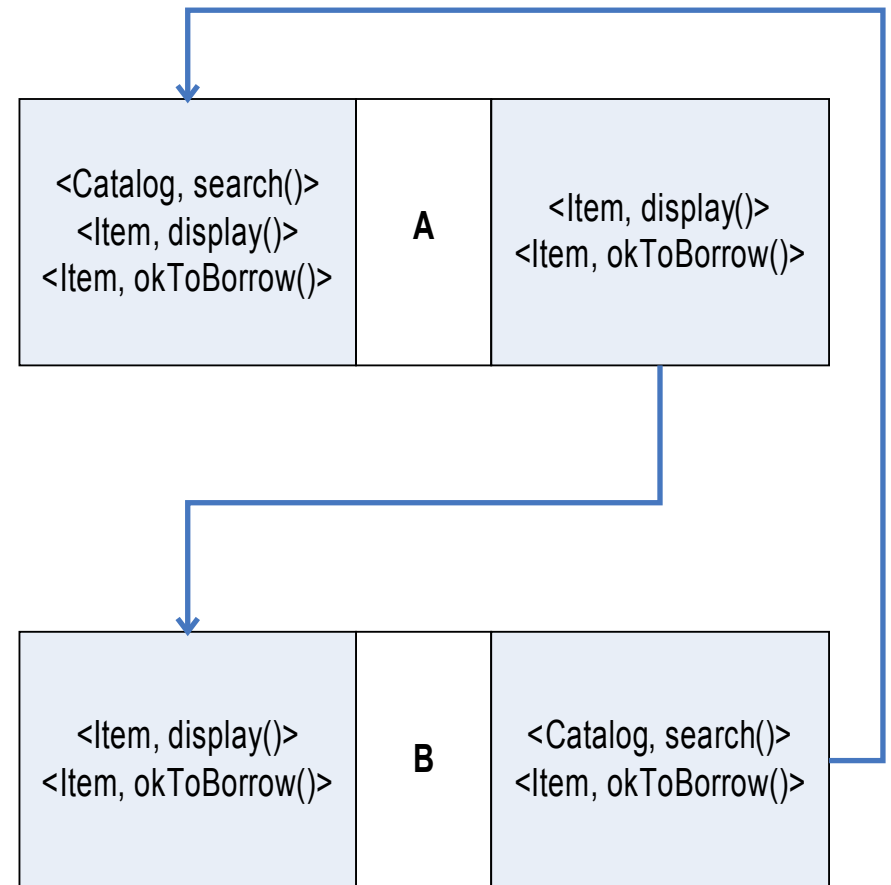 <Catalog, search()>
<Item, display()>
<Item, okToBorrow()>
A
<Item, display()>
<Item, okToBorrow()>
<Item, display()>
<Item, okToBorrow()>
B
<Catalog, search()>
<Item, okToBorrow()>